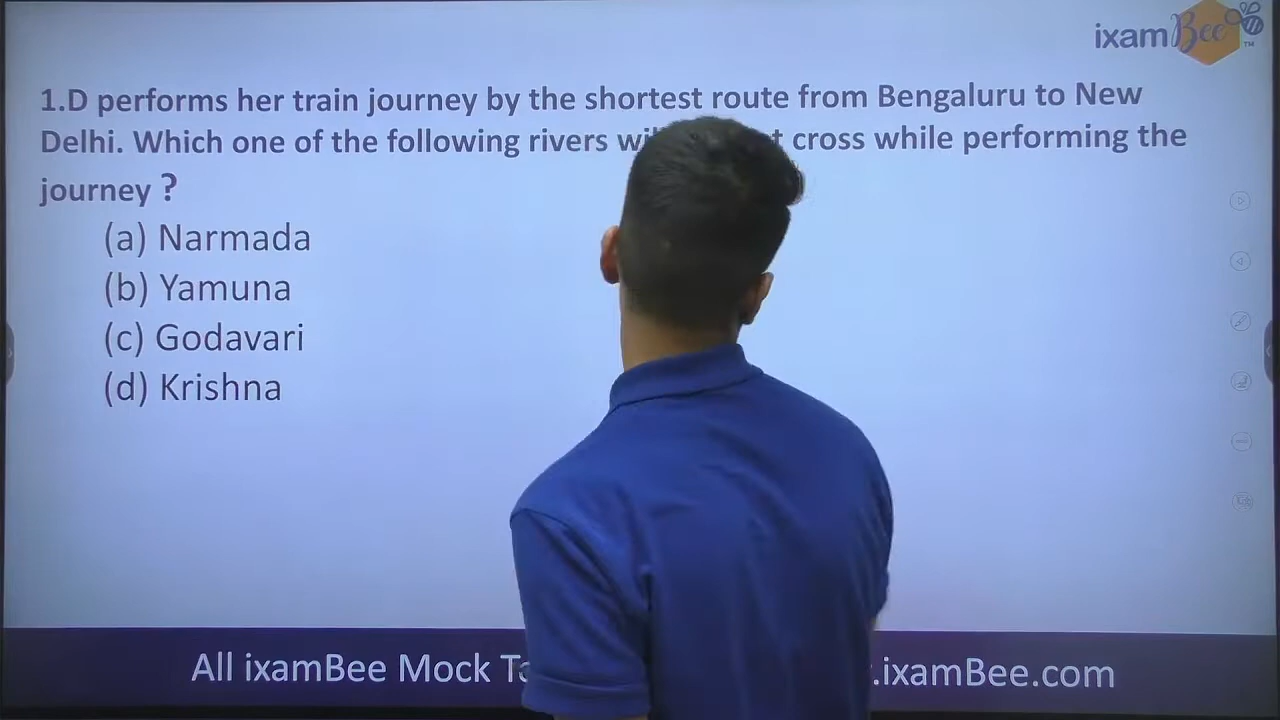 ixamBee™
1.D performs her train journey by the shortest route from Bengaluru to New
Delhi. Which one of the following rivers cross while performing the
journey ?
(a) Narmada
(b) Yamuna
(c) Godavari
(d) Krishna
All ixamBee Mock .ixamBee.com